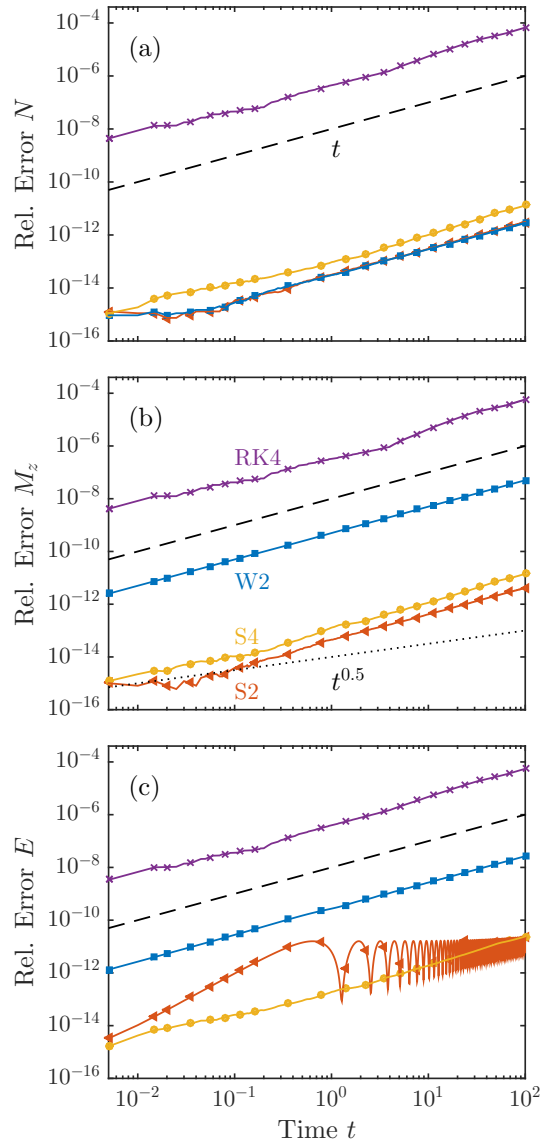 (a)
Rel. Error N
10^-4
10^-6
10^-8
10^-10
10^-12
10^-14
10^-16
t
(b)
Rel. Error M_z
10^-4
10^-6
10^-8
10^-10
10^-12
10^-14
10^-16
RK4
W2
S4
S2
t^0.5
(c)
Rel. Error E
10^-4
10^-6
10^-8
10^-10
10^-12
10^-14
10^-16
10^-2
10^-1
10^0
10^1
10^2
Time t